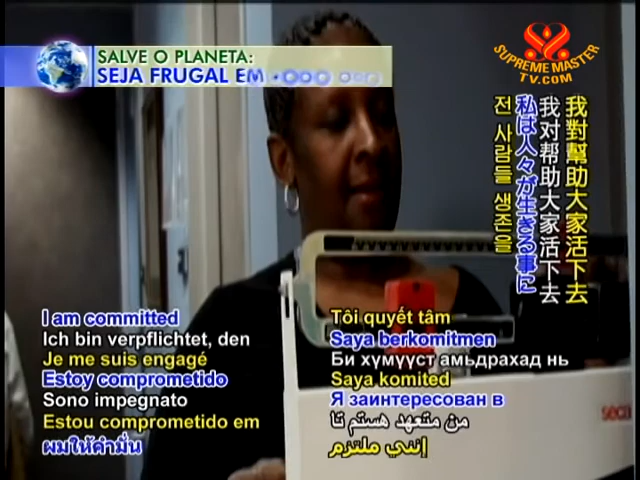 SALVE O PLANETA:
SEJA FRUGAL EM
SUPREME MASTER
TV.COM
我對幫助大家活下去
我对帮助大家活下去
私は人々が生きる事に
전 사람들 생존을
I am committed
Ich bin verpflichtet, den
Je me suis engagé
Estoy comprometido
Sono impegnato
Estou comprometido em
ผมให้คำมั่น
Tôi quyết tâm
Saya berkomitmen
Би хүмүүст амьдрахад нь
Saya komited
Я заинтересован в
من متعهد هستم تا
إنني ملتزم
seca